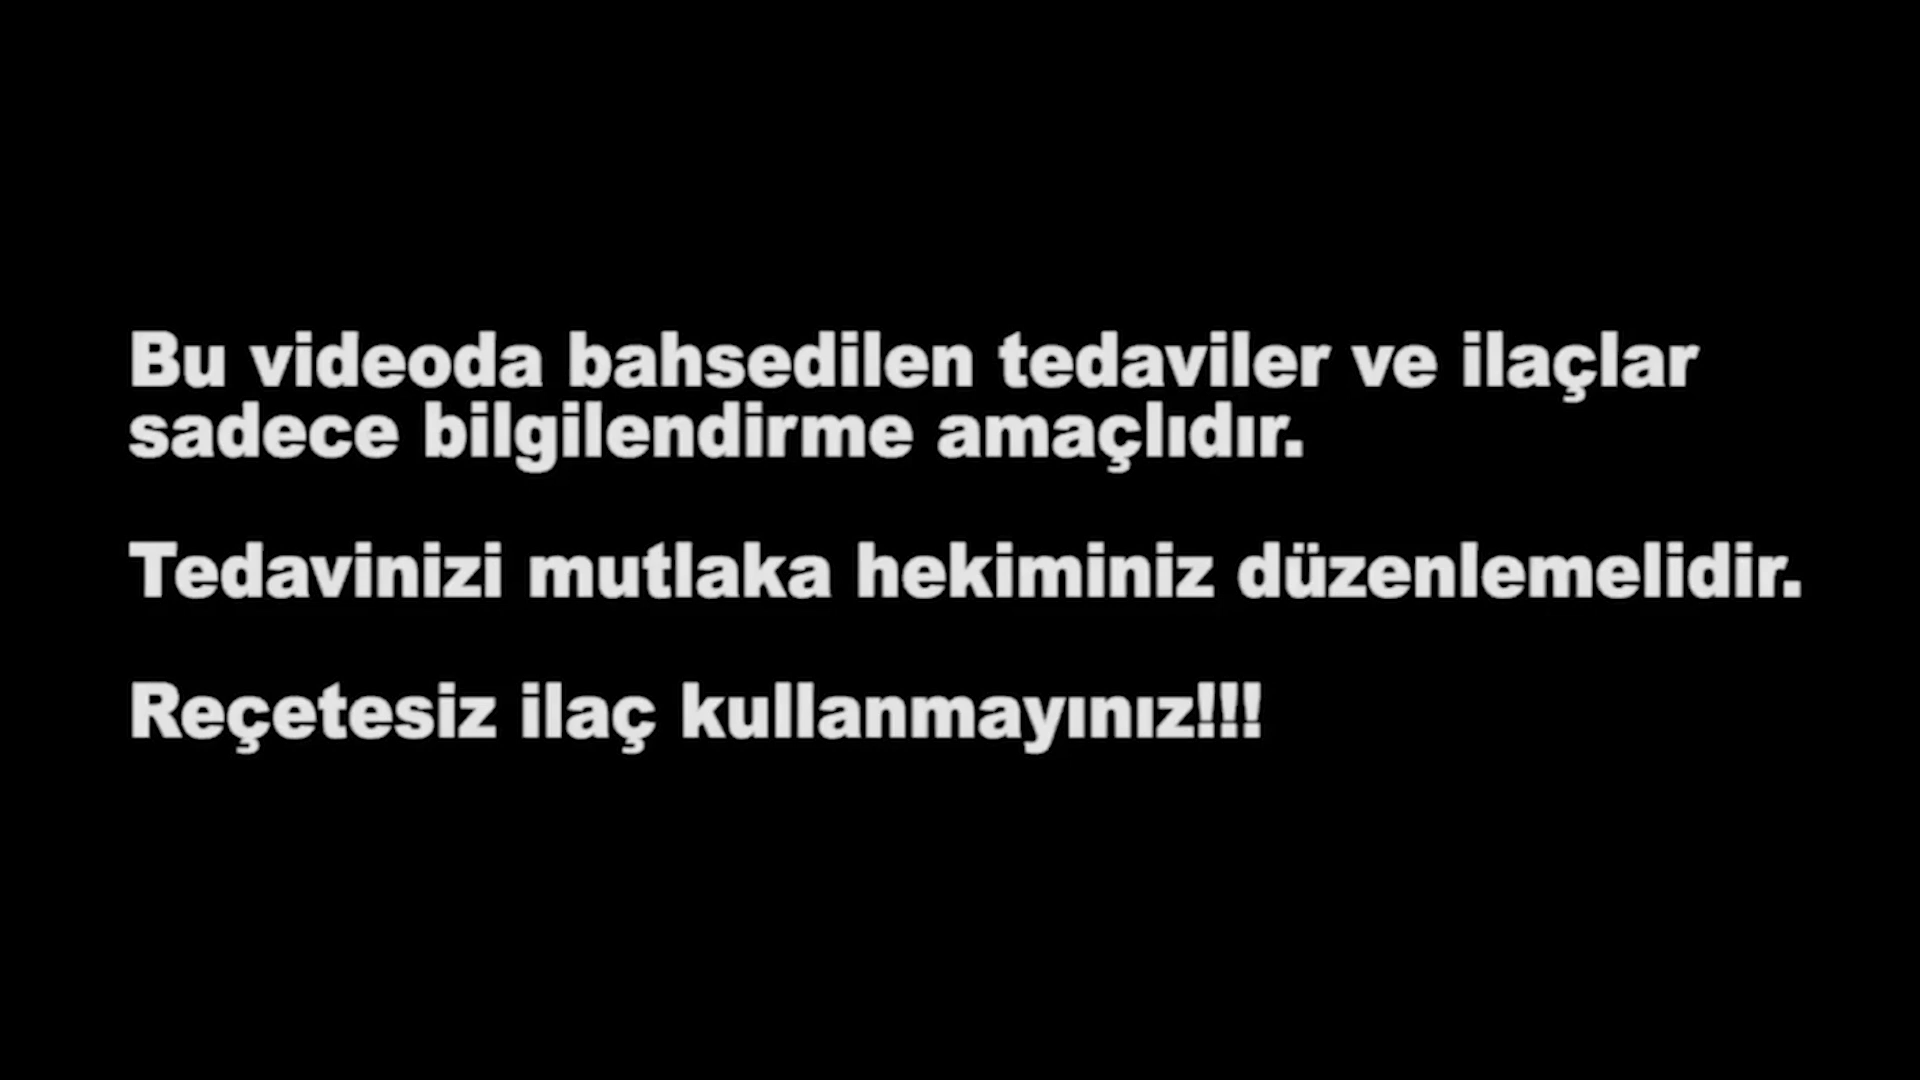 Bu videoda bahsedilen tedaviler ve ilaçlar
sadece bilgilendirme amaçlıdır.
Tedavinizi mutlaka hekiminiz düzenlemelidir.
Reçetesiz ilaç kullanmayınız!!!